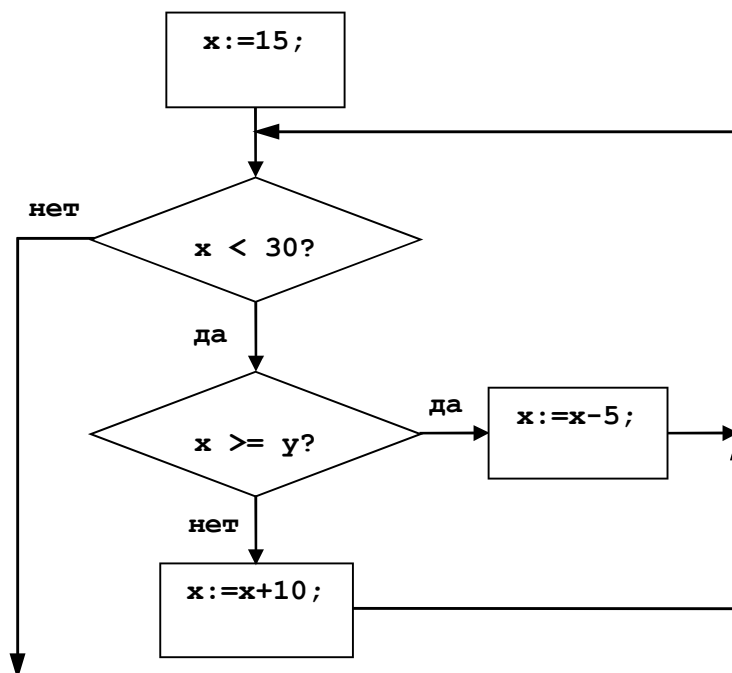 x:=15;
нет
x < 30?
да
x >= y?
да
x:=x-5;
нет
x:=x+10;